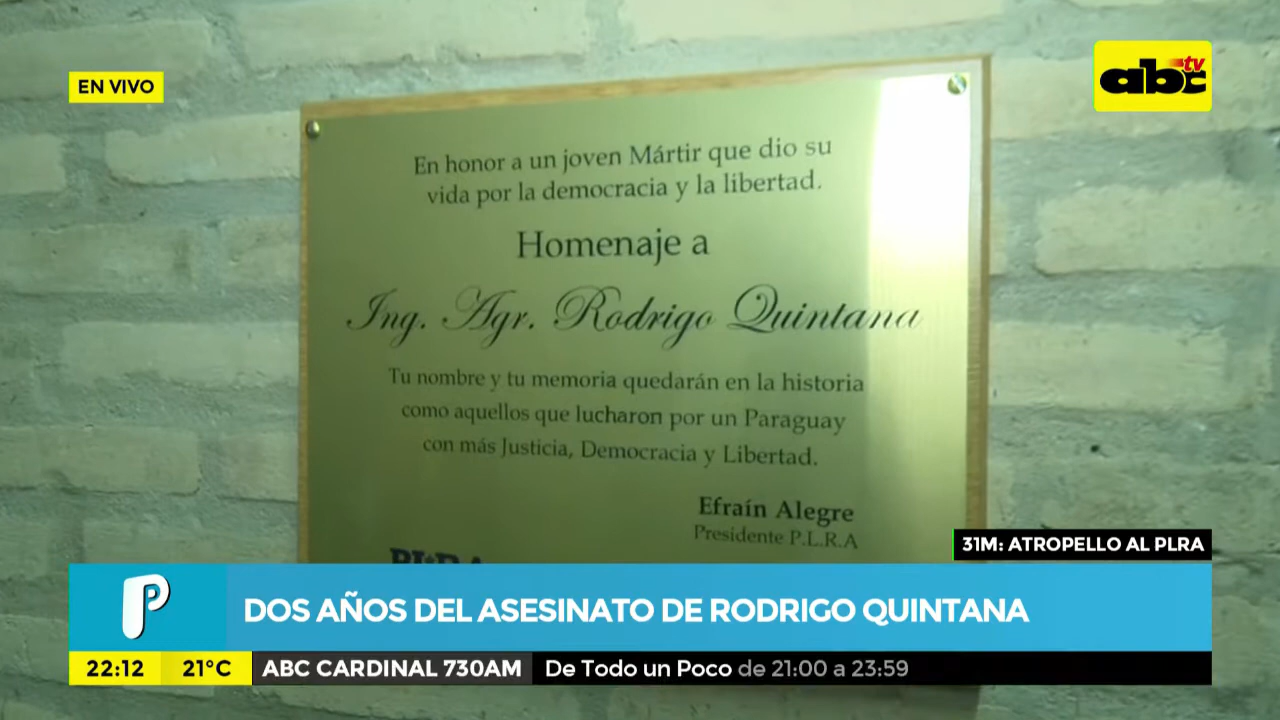 EN VIVO
abc tv
En honor a un joven Mártir que dio su
vida por la democracia y la libertad.
Homenaje a
Ing. Agr. Rodrigo Quintana
Tu nombre y tu memoria quedarán en la historia
como aquellos que lucharon por un Paraguay
con más Justicia, Democracia y Libertad.
Efraín Alegre
Presidente P.L.R.A
31M: ATROPELLO AL PLRA
P
DOS AÑOS DEL ASESINATO DE RODRIGO QUINTANA
22:12 21°C ABC CARDINAL 730AM De Todo un Poco de 21:00 a 23:59